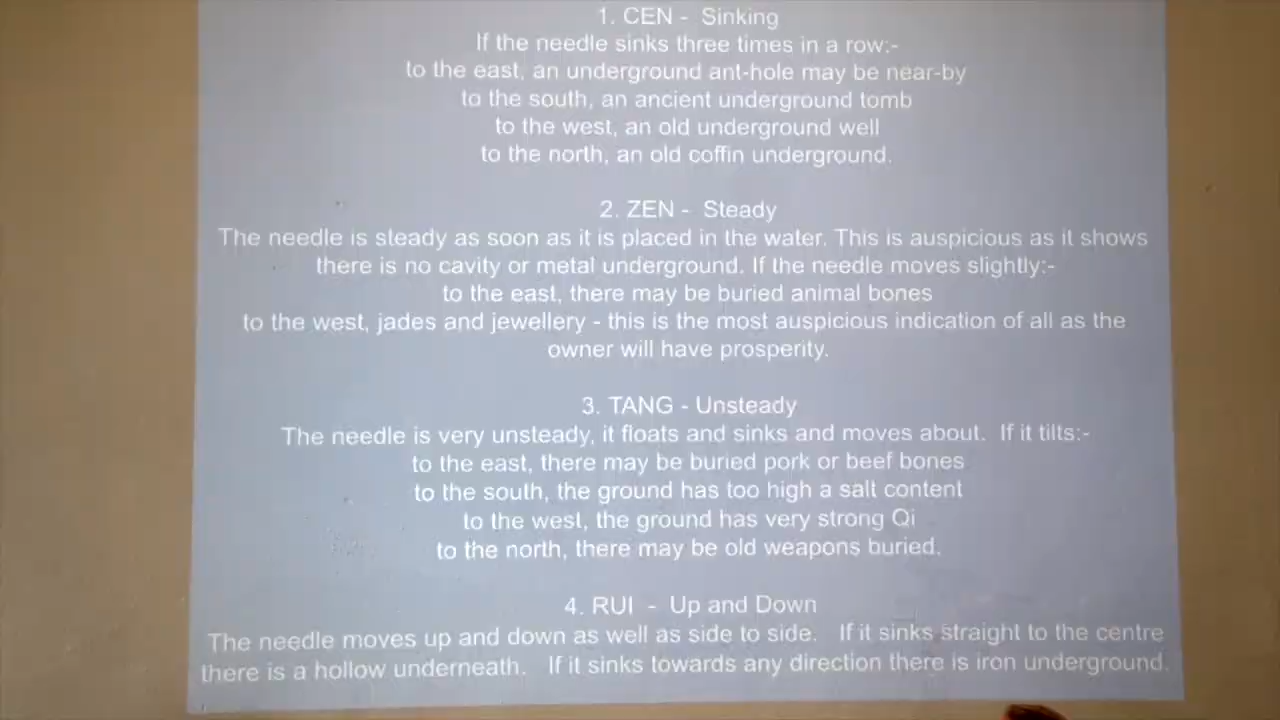 1. CEN - Sinking
If the needle sinks three times in a row:-
to the east, an underground ant-hole may be near-by
to the south, an ancient underground tomb
to the west, an old underground well
to the north, an old coffin underground.
2. ZEN - Steady
The needle is steady as soon as it is placed in the water. This is auspicious as it shows
there is no cavity or metal underground. If the needle moves slightly:-
to the east, there may be buried animal bones
to the west, jades and jewellery - this is the most auspicious indication of all as the
owner will have prosperity.
3. TANG - Unsteady
The needle is very unsteady, it floats and sinks and moves about. If it tilts:-
to the east, there may be buried pork or beef bones
to the south, the ground has too high a salt content
to the west, the ground has very strong Qi
to the north, there may be old weapons buried.
4. RUI - Up and Down
The needle moves up and down as well as side to side. If it sinks straight to the centre
there is a hollow underneath. If it sinks towards any direction there is iron underground.